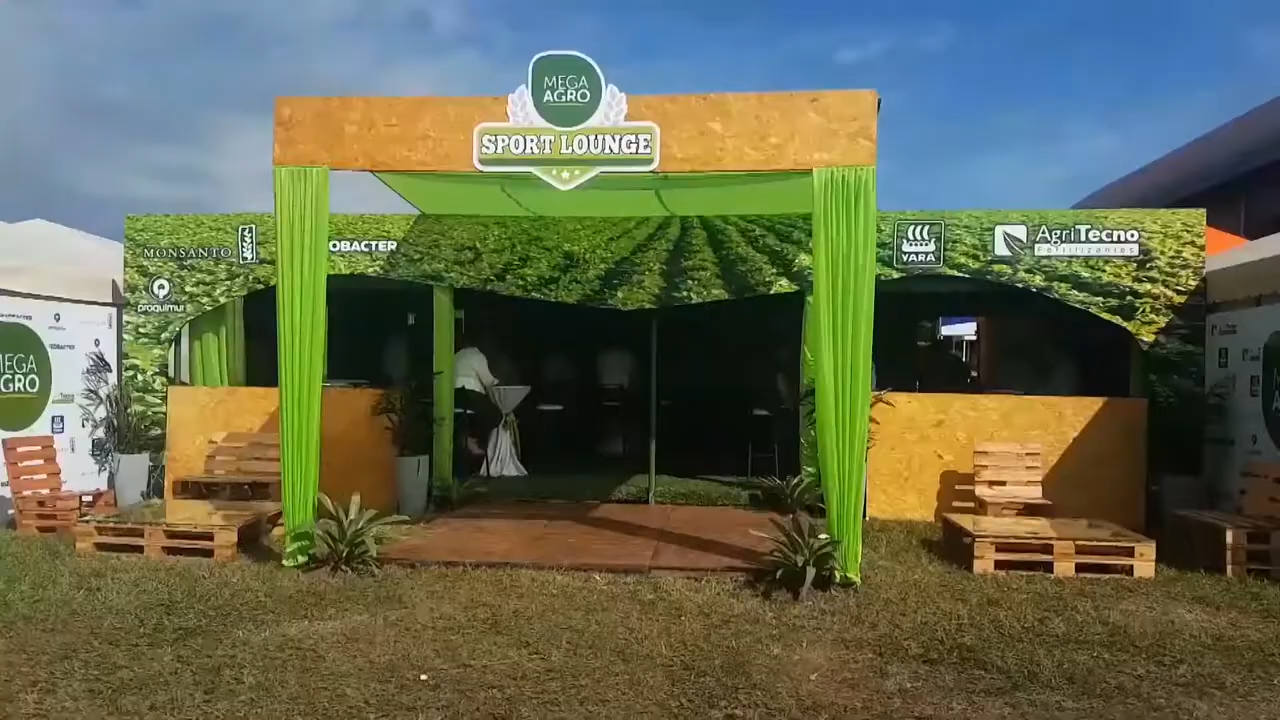 MEGA
AGRO
SPORT LOUNGE
MONSANTO
OBACTER
proquimur
YARA
AgriTecno
Fertilizantes
MEGA
AGRO